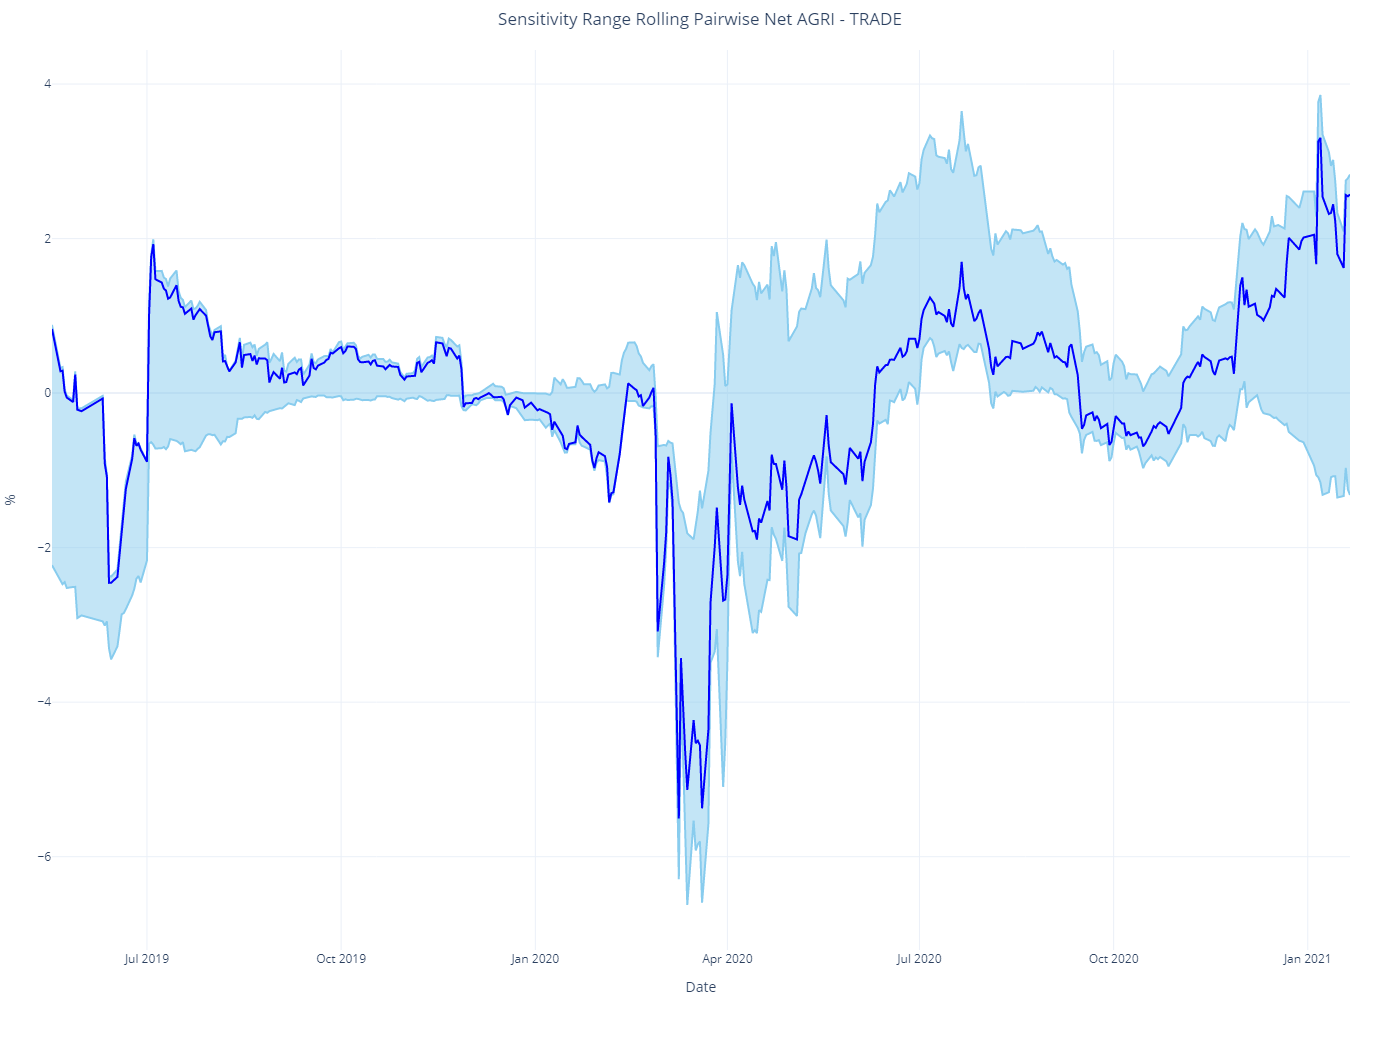 Sensitivity Range Rolling Pairwise Net AGRI - TRADE
4
2
0
−2
−4
−6
%
Jul 2019
Oct 2019
Jan 2020
Apr 2020
Jul 2020
Oct 2020
Jan 2021
Date